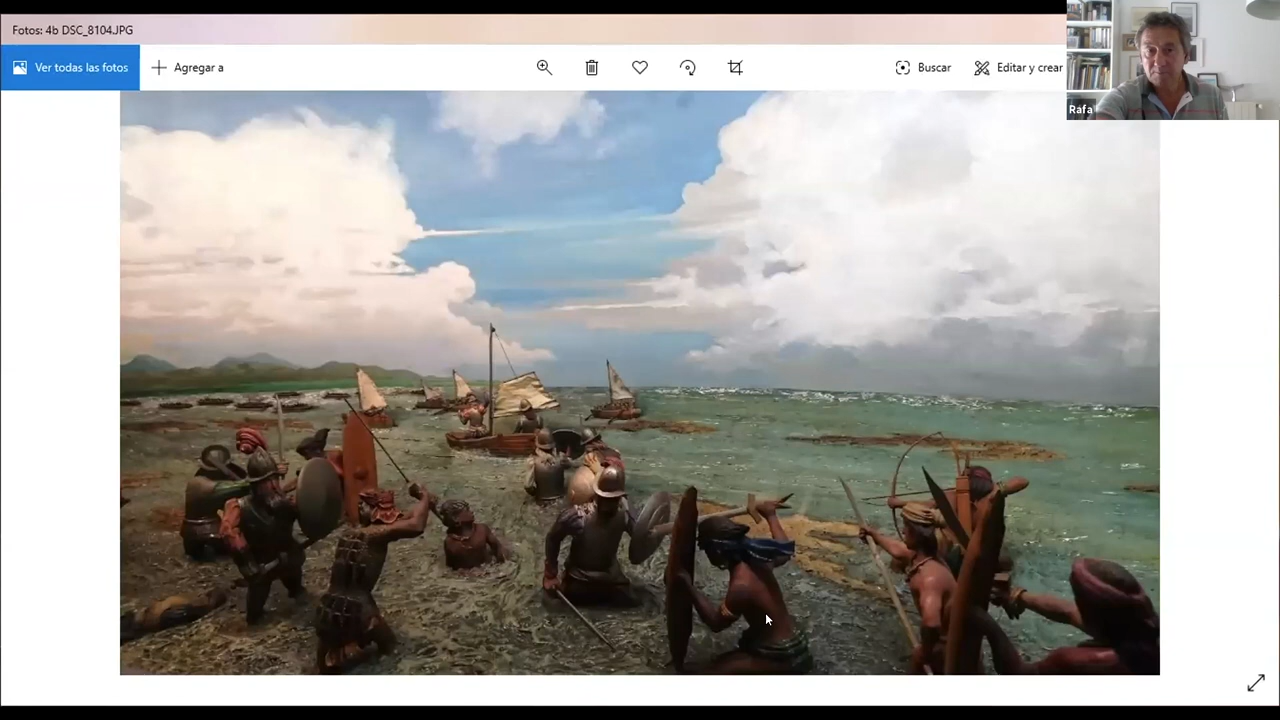 Fotos: 4b DSC_8104.JPG
Ver todas las fotos
Agregar a
Buscar
Editar y crear
Rafa